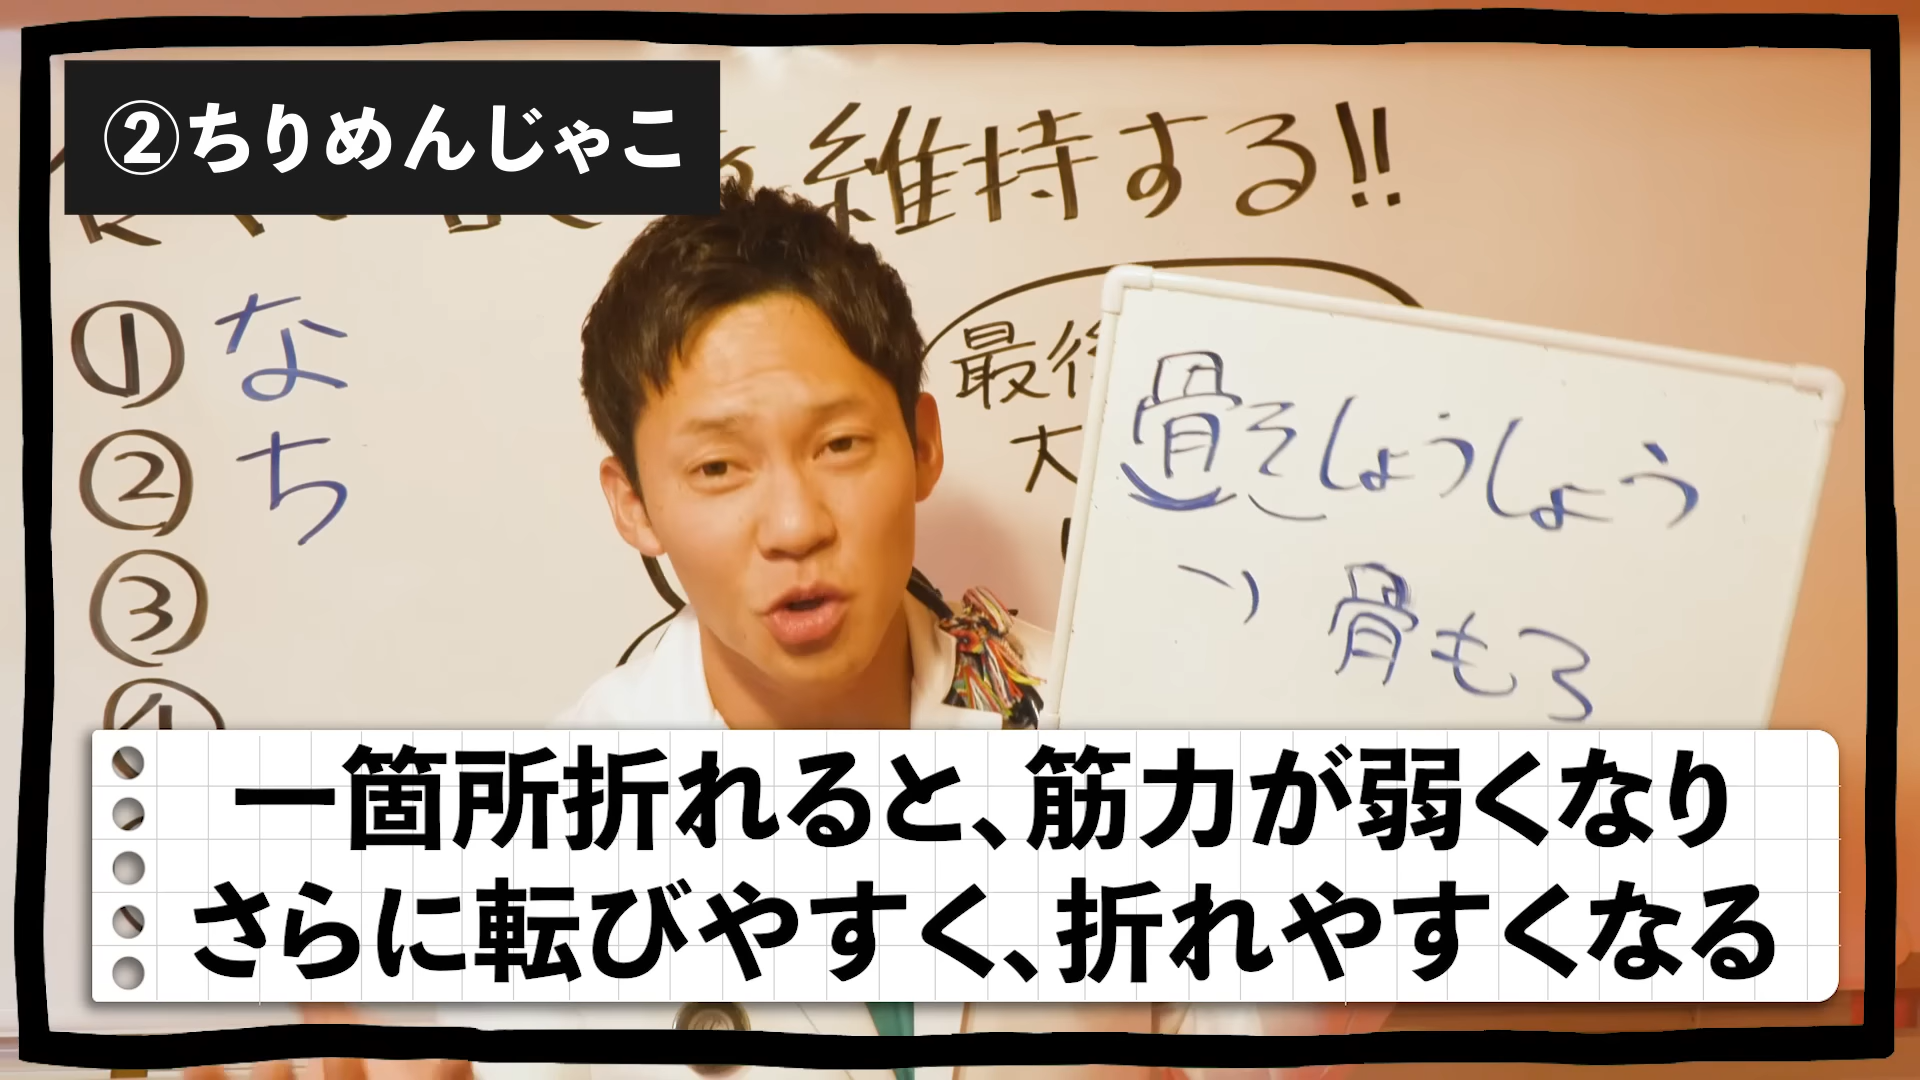 ②ちりめんじゃこ
維持する!!
① な
② ち
③
④
最後
大
骨そしょうしょう
骨もろ
一箇所折れると、筋力が弱くなり
さらに転びやすく、折れやすくなる